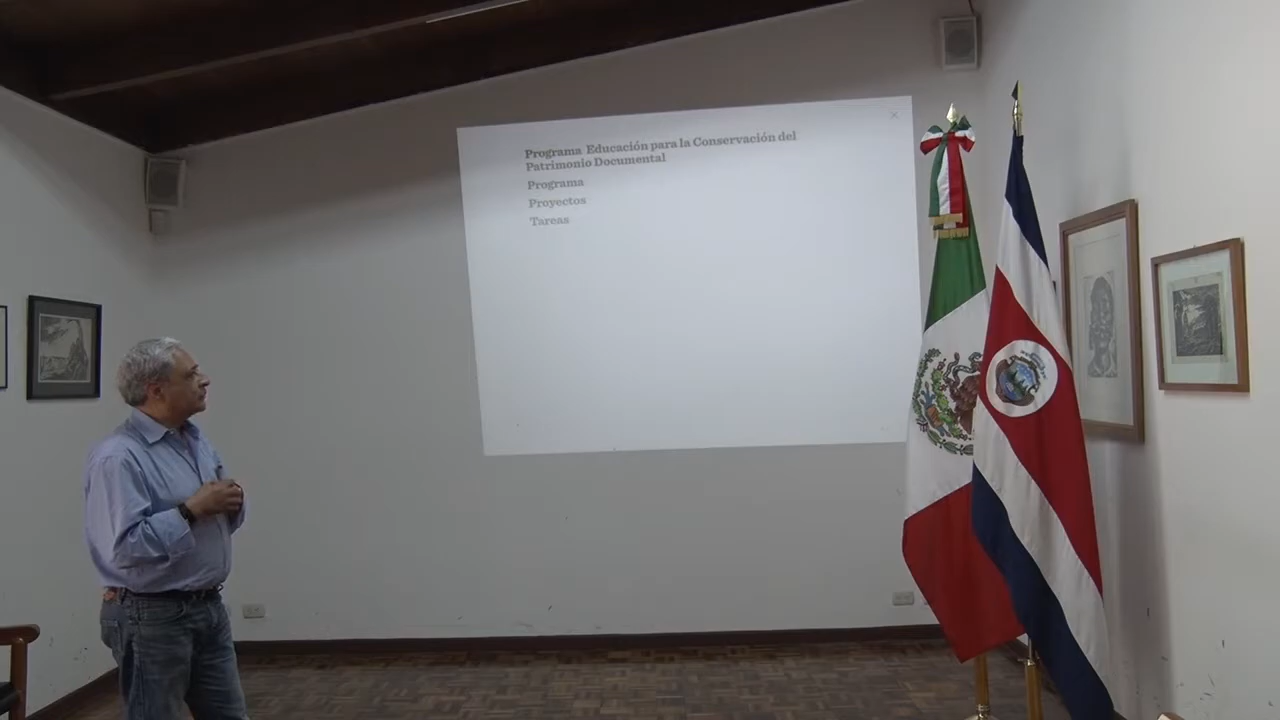 Programa Educación para la Conservación del
Patrimonio Documental
Programa
Proyectos
Tareas